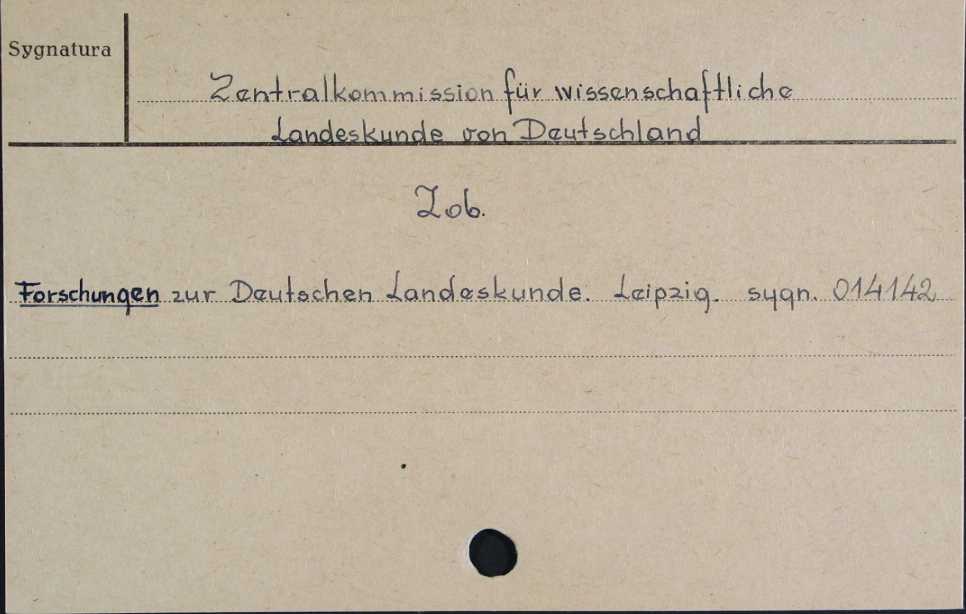 Sygnatura
Zentralkommission für wissenschaftliche
Landeskunde von Deutschland
Zob.
Forschungen zur Deutschen Landeskunde. Leipzig. sygn. 014142